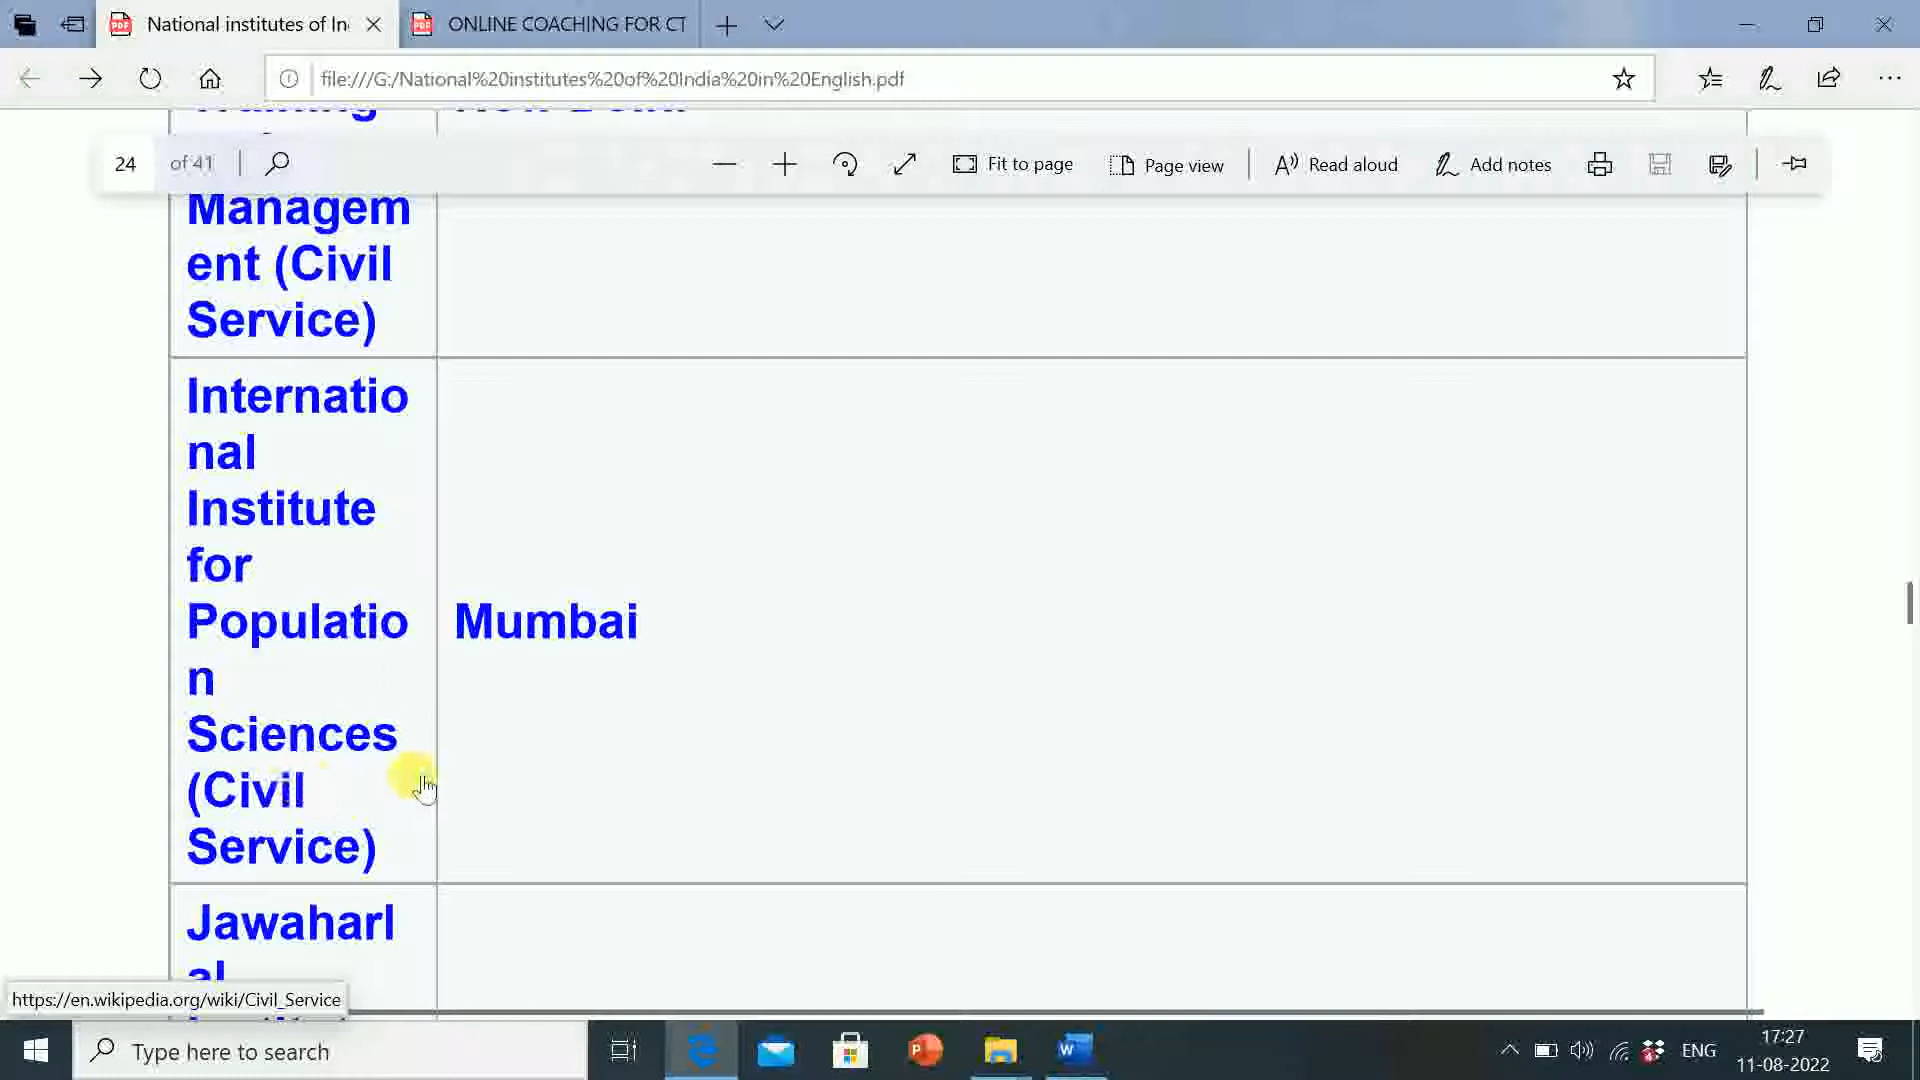 National institutes of In
ONLINE COACHING FOR CT
file:///G:/National%20institutes%20of%20India%20in%20English.pdf
24 of 41
Fit to page
Page view
Read aloud
Add notes
Managem
ent (Civil
Service)
Internatio
nal
Institute
for
Populatio
n
Sciences
(Civil
Service)
Mumbai
Jawaharl
al
https://en.wikipedia.org/wiki/Civil_Service
Type here to search
ENG
17:27
11-08-2022